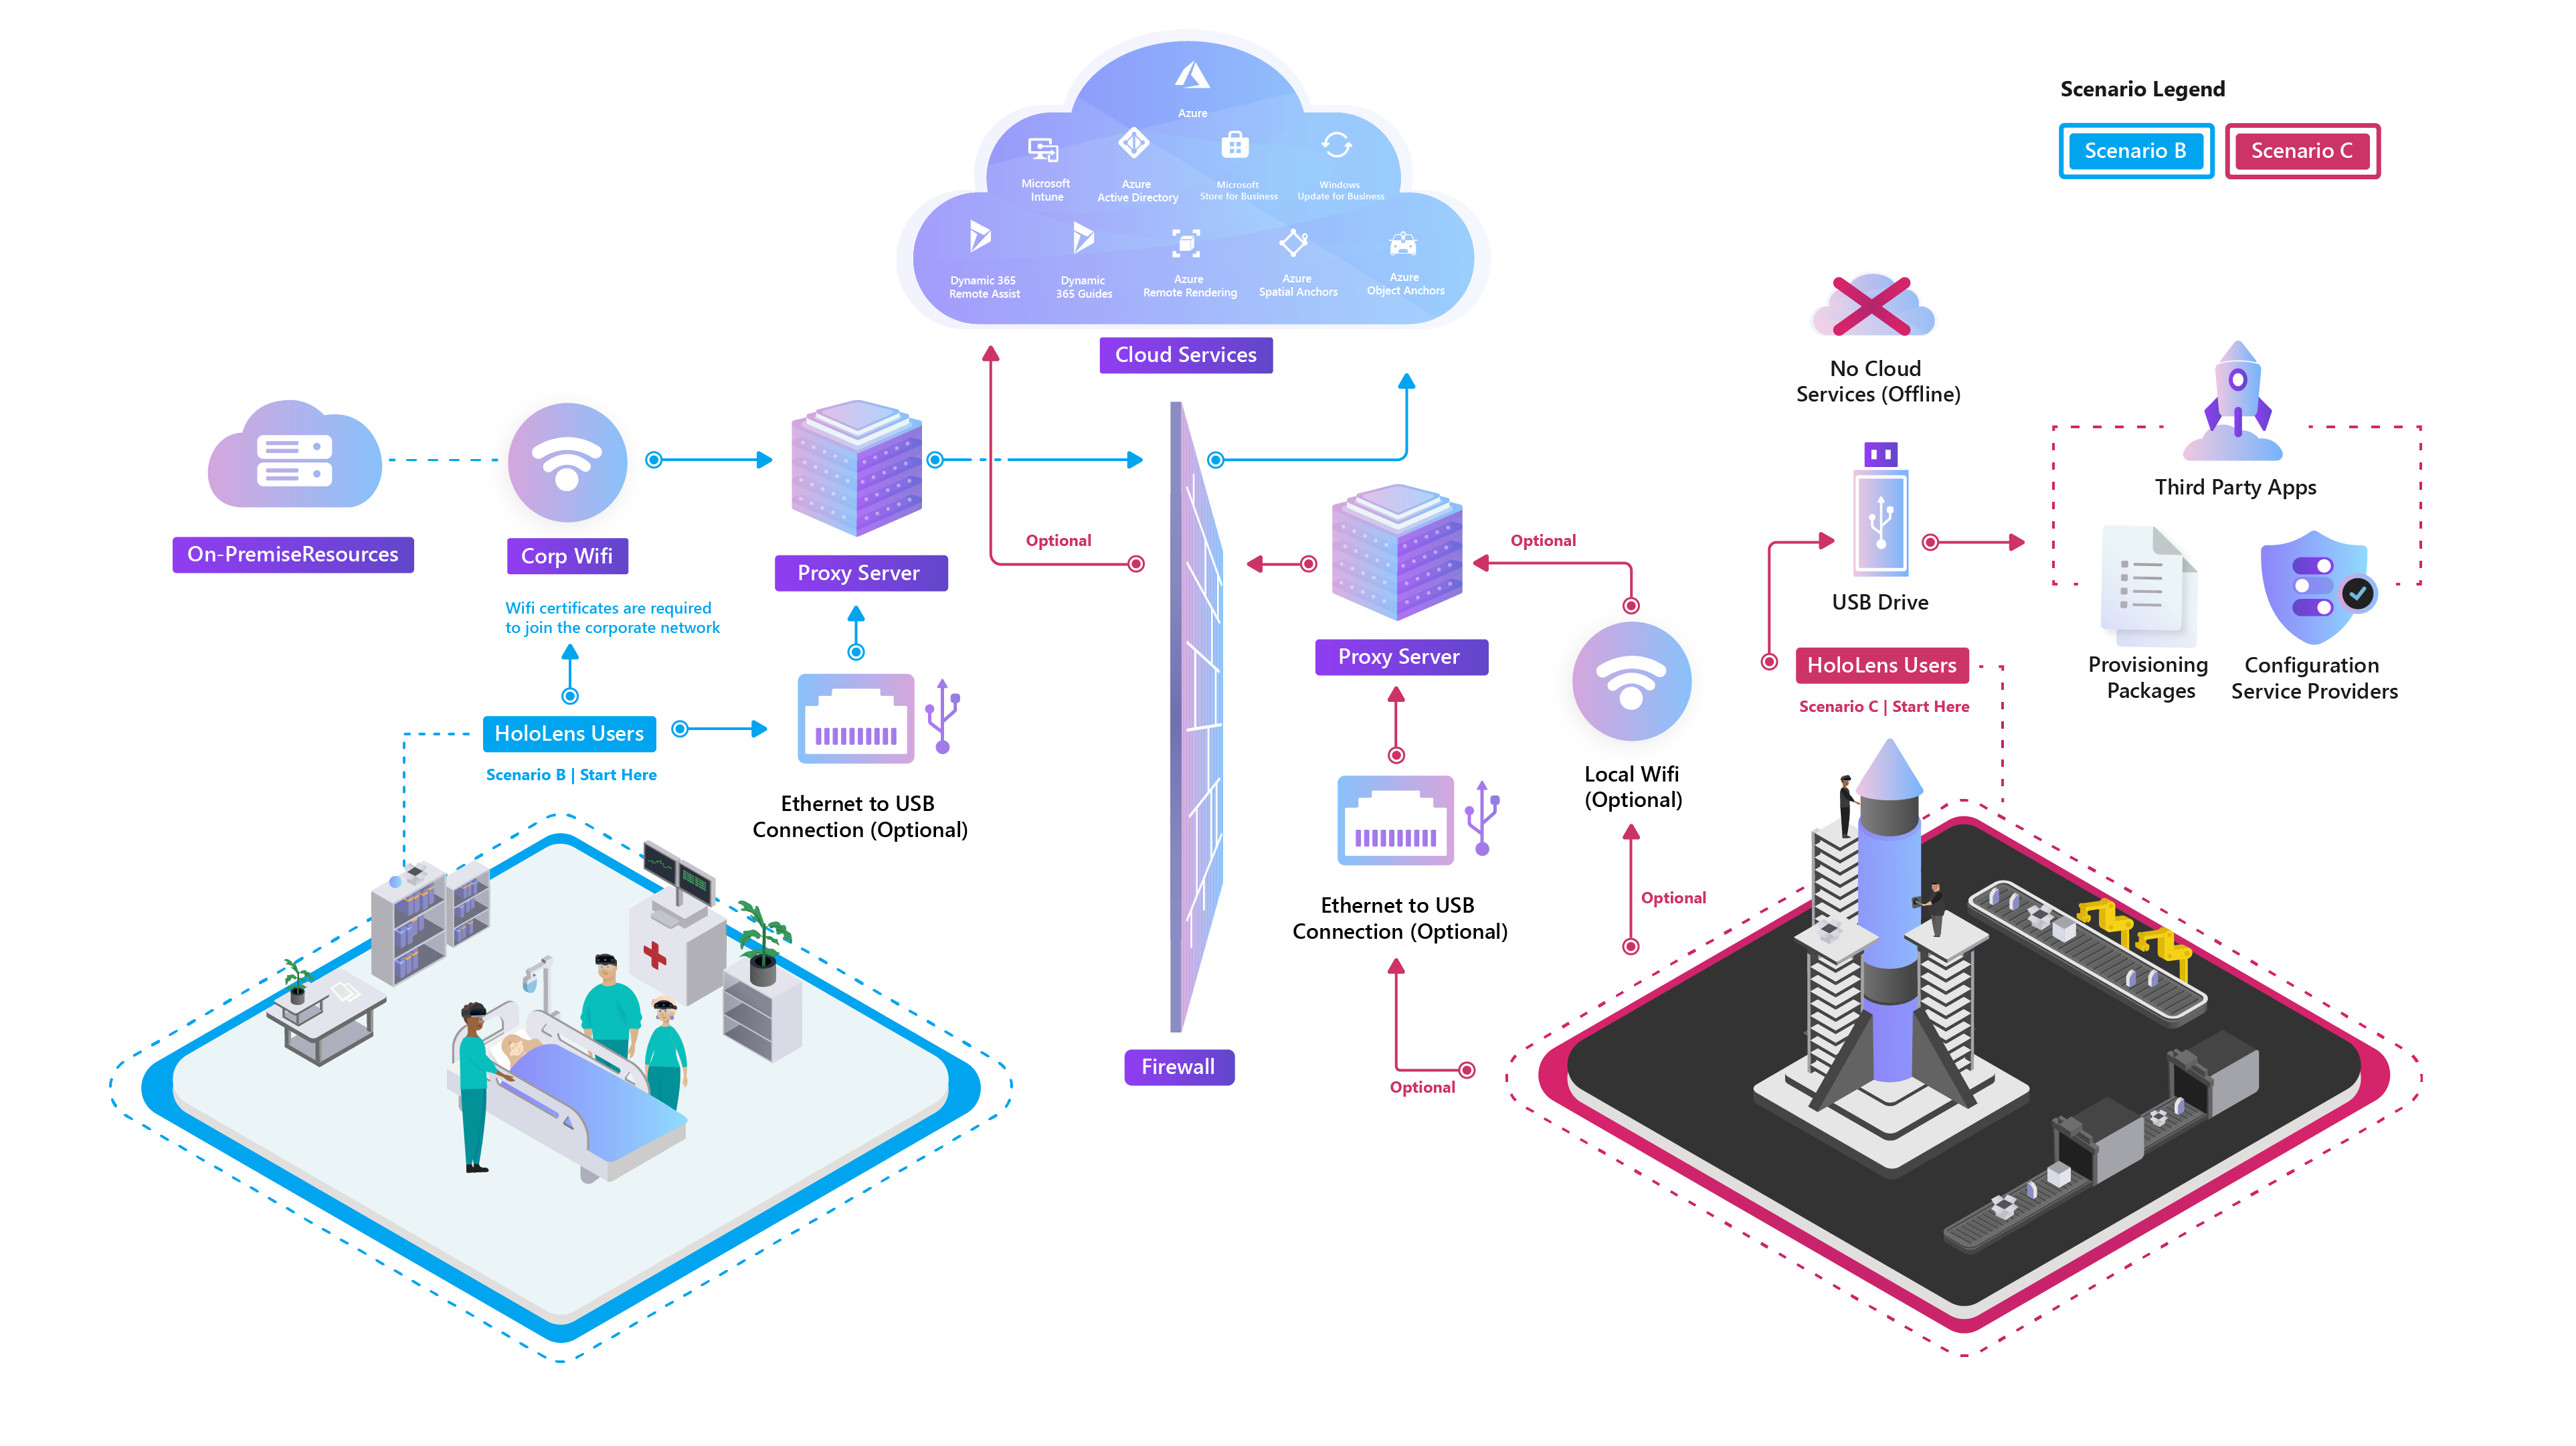 Azure
Microsoft
Intune
Azure
Active Directory
Microsoft
Store for Business
Windows
Update for Business
Dynamic 365
Remote Assist
Dynamic
365 Guides
Azure
Remote Rendering
Azure
Spatial Anchors
Azure
Object Anchors
Cloud Services
Scenario Legend
Scenario B
Scenario C
On-PremiseResources
Corp Wifi
Wifi certificates are required
to join the corporate network
HoloLens Users
Scenario B | Start Here
Proxy Server
Ethernet to USB
Connection (Optional)
Optional
Firewall
Proxy Server
Optional
Ethernet to USB
Connection (Optional)
Optional
Local Wifi
(Optional)
Optional
No Cloud
Services (Offline)
USB Drive
HoloLens Users
Scenario C | Start Here
Third Party Apps
Provisioning
Packages
Configuration
Service Providers